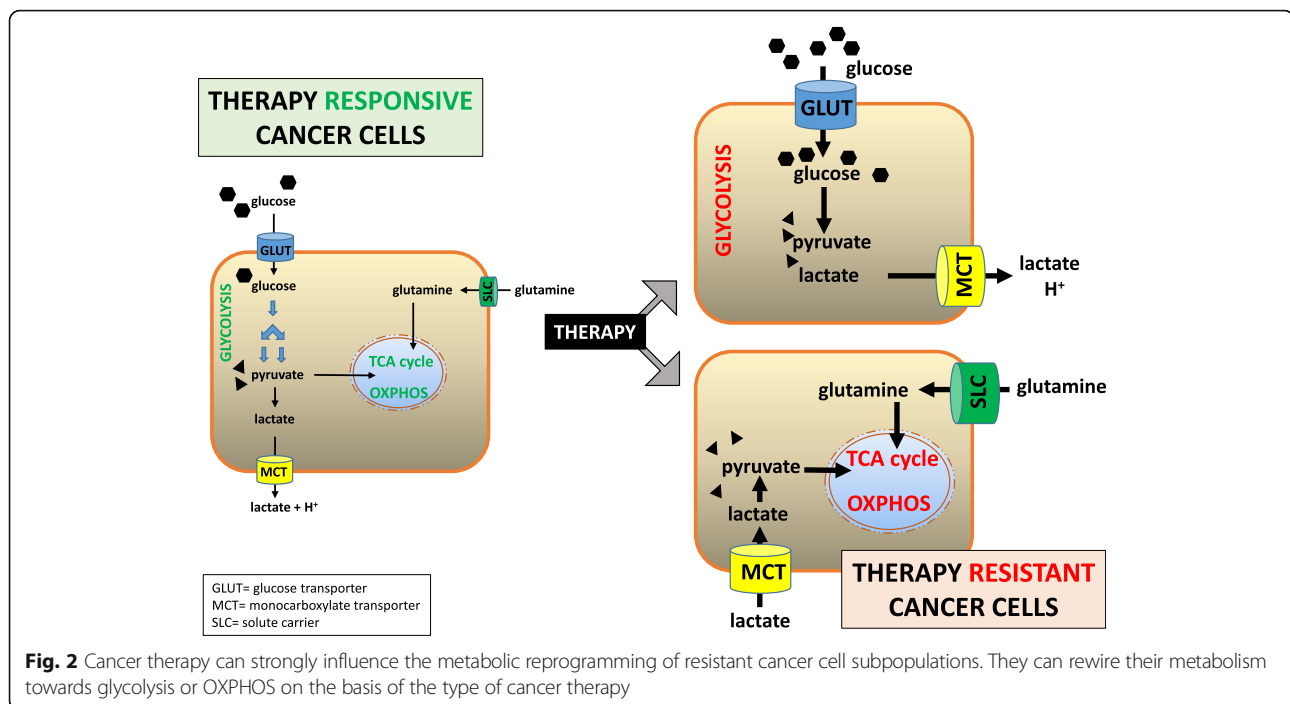 THERAPY RESPONSIVE
CANCER CELLS
glucose
GLUT
glucose
GLYCOLYSIS
pyruvate
lactate
MCT
lactate + H⁺
glutamine
SLC
glutamine
TCA cycle
OXPHOS
THERAPY
glucose
GLUT
GLYCOLYSIS
glucose
pyruvate
lactate
MCT
lactate
H⁺
glutamine
SLC
glutamine
TCA cycle
OXPHOS
pyruvate
lactate
MCT
lactate
THERAPY RESISTANT
CANCER CELLS
GLUT= glucose transporter
MCT= monocarboxylate transporter
SLC= solute carrier
Fig. 2 Cancer therapy can strongly influence the metabolic reprogramming of resistant cancer cell subpopulations. They can rewire their metabolism
towards glycolysis or OXPHOS on the basis of the type of cancer therapy